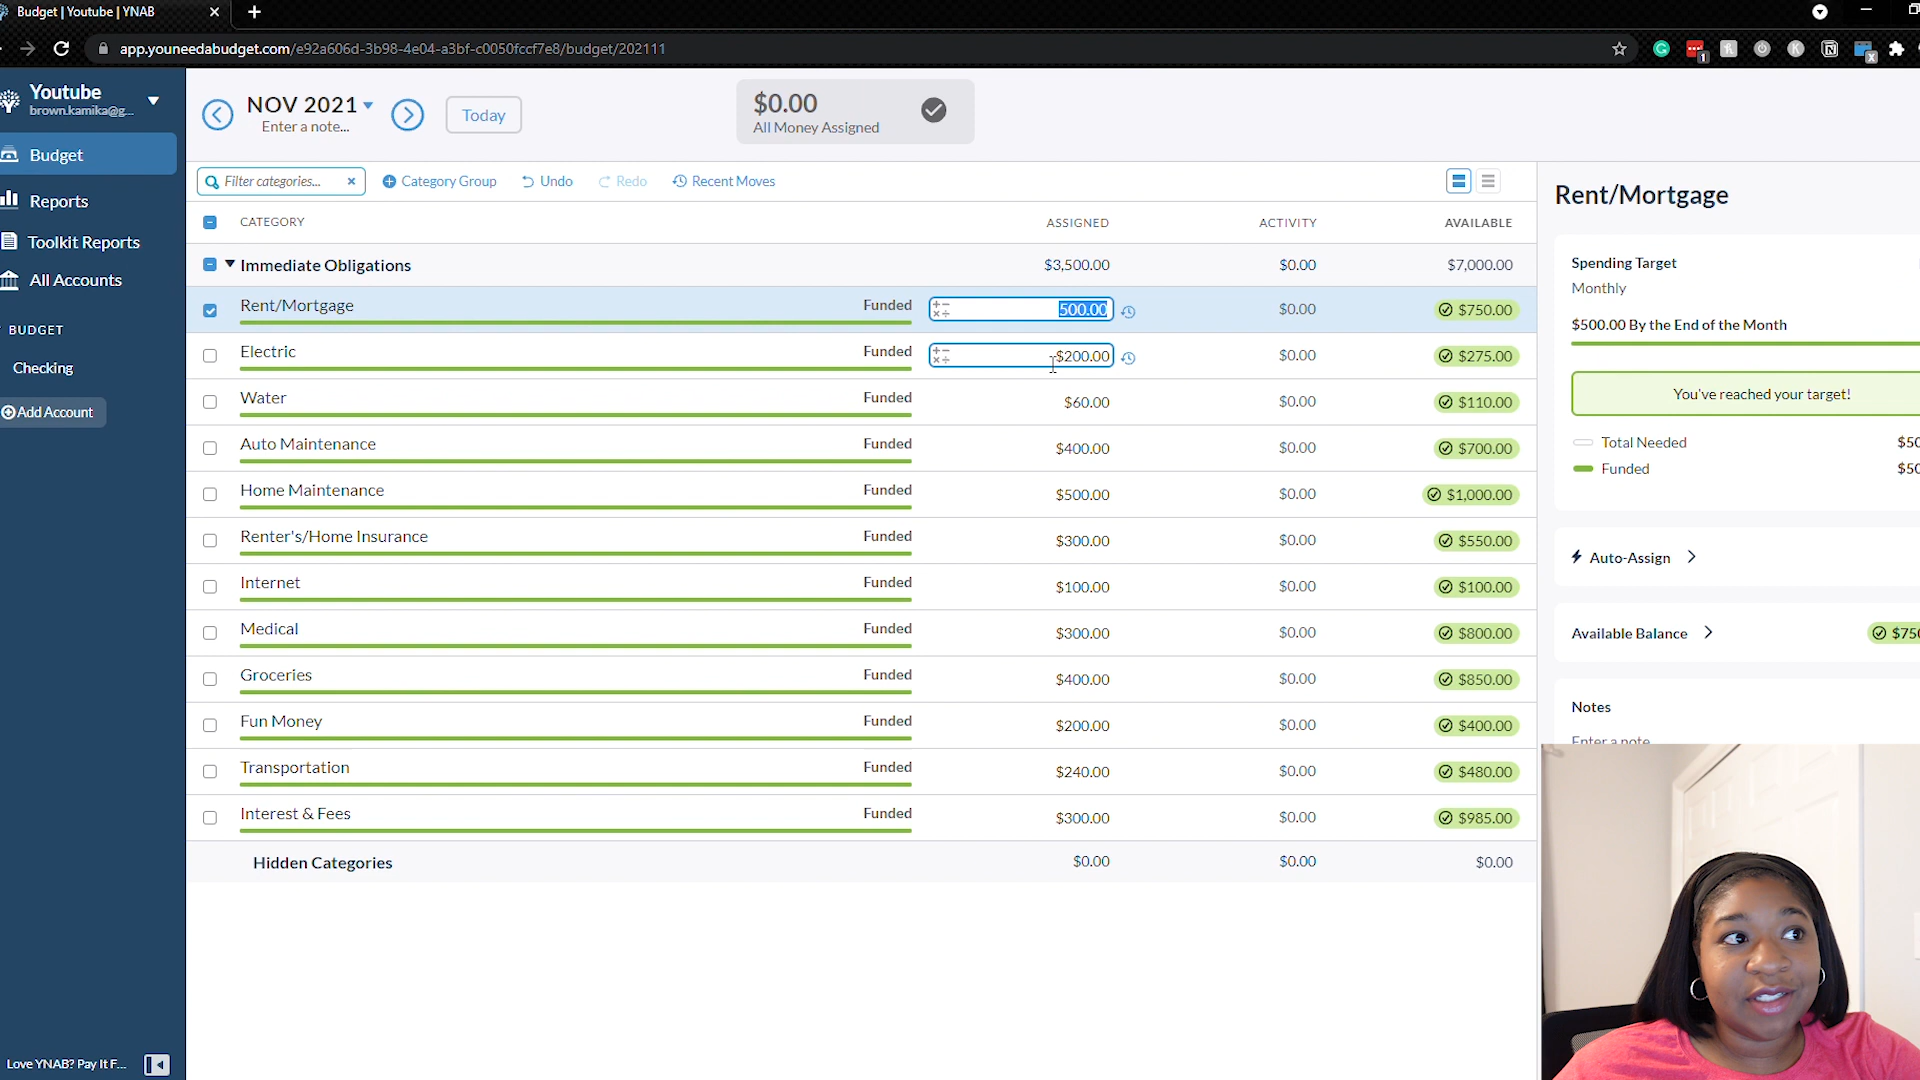 Budget | Youtube | YNAB
app.youneedabudget.com/e92a606d-3b98-4e04-a3bf-c0050fccf7e8/budget/202111
Youtube
brown.kamika@g...
Budget
Reports
Toolkit Reports
All Accounts
BUDGET
Checking
Add Account
Love YNAB? Pay It F...
NOV 2021
Enter a note...
Today
$0.00
All Money Assigned
Filter categories...
Category Group
Undo
Redo
Recent Moves
CATEGORY ASSIGNED ACTIVITY AVAILABLE
Immediate Obligations $3,500.00 $0.00 $7,000.00
Rent/Mortgage Funded 500.00 $0.00 $750.00
Electric Funded $200.00 $0.00 $275.00
Water Funded $60.00 $0.00 $110.00
Auto Maintenance Funded $400.00 $0.00 $700.00
Home Maintenance Funded $500.00 $0.00 $1,000.00
Renter's/Home Insurance Funded $300.00 $0.00 $550.00
Internet Funded $100.00 $0.00 $100.00
Medical Funded $300.00 $0.00 $800.00
Groceries Funded $400.00 $0.00 $850.00
Fun Money Funded $200.00 $0.00 $400.00
Transportation Funded $240.00 $0.00 $480.00
Interest & Fees Funded $300.00 $0.00 $985.00
Hidden Categories $0.00 $0.00 $0.00
Rent/Mortgage
Spending Target
Monthly
$500.00 By the End of the Month
You've reached your target!
Total Needed $50
Funded $50
Auto-Assign
Available Balance $750
Notes
Enter a note